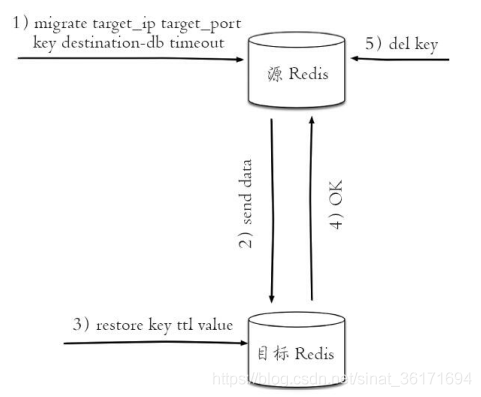 1) migrate target_ip target_port
key destination-db timeout
源 Redis
5) del key
2) send data
4) OK
3) restore key ttl value
目标 Redis
https://blog.csdn.net/sinat_36171694